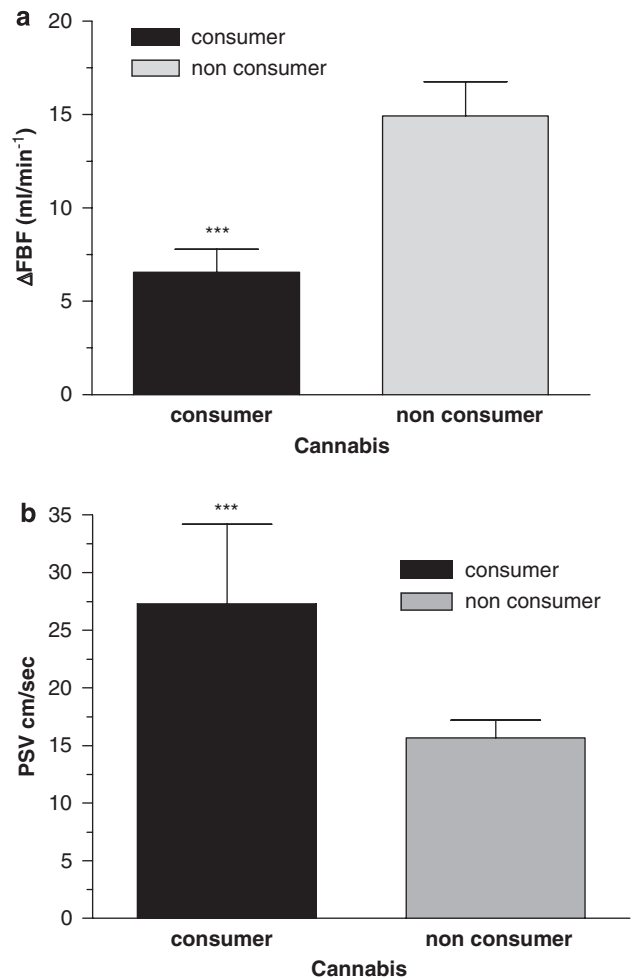 a
consumer
non consumer
20
15
10
5
0
ΔFBF (ml/min⁻¹)
***
consumer non consumer
Cannabis
b
consumer
non consumer
35
30
25
20
15
10
5
0
PSV cm/sec
***
consumer non consumer
Cannabis